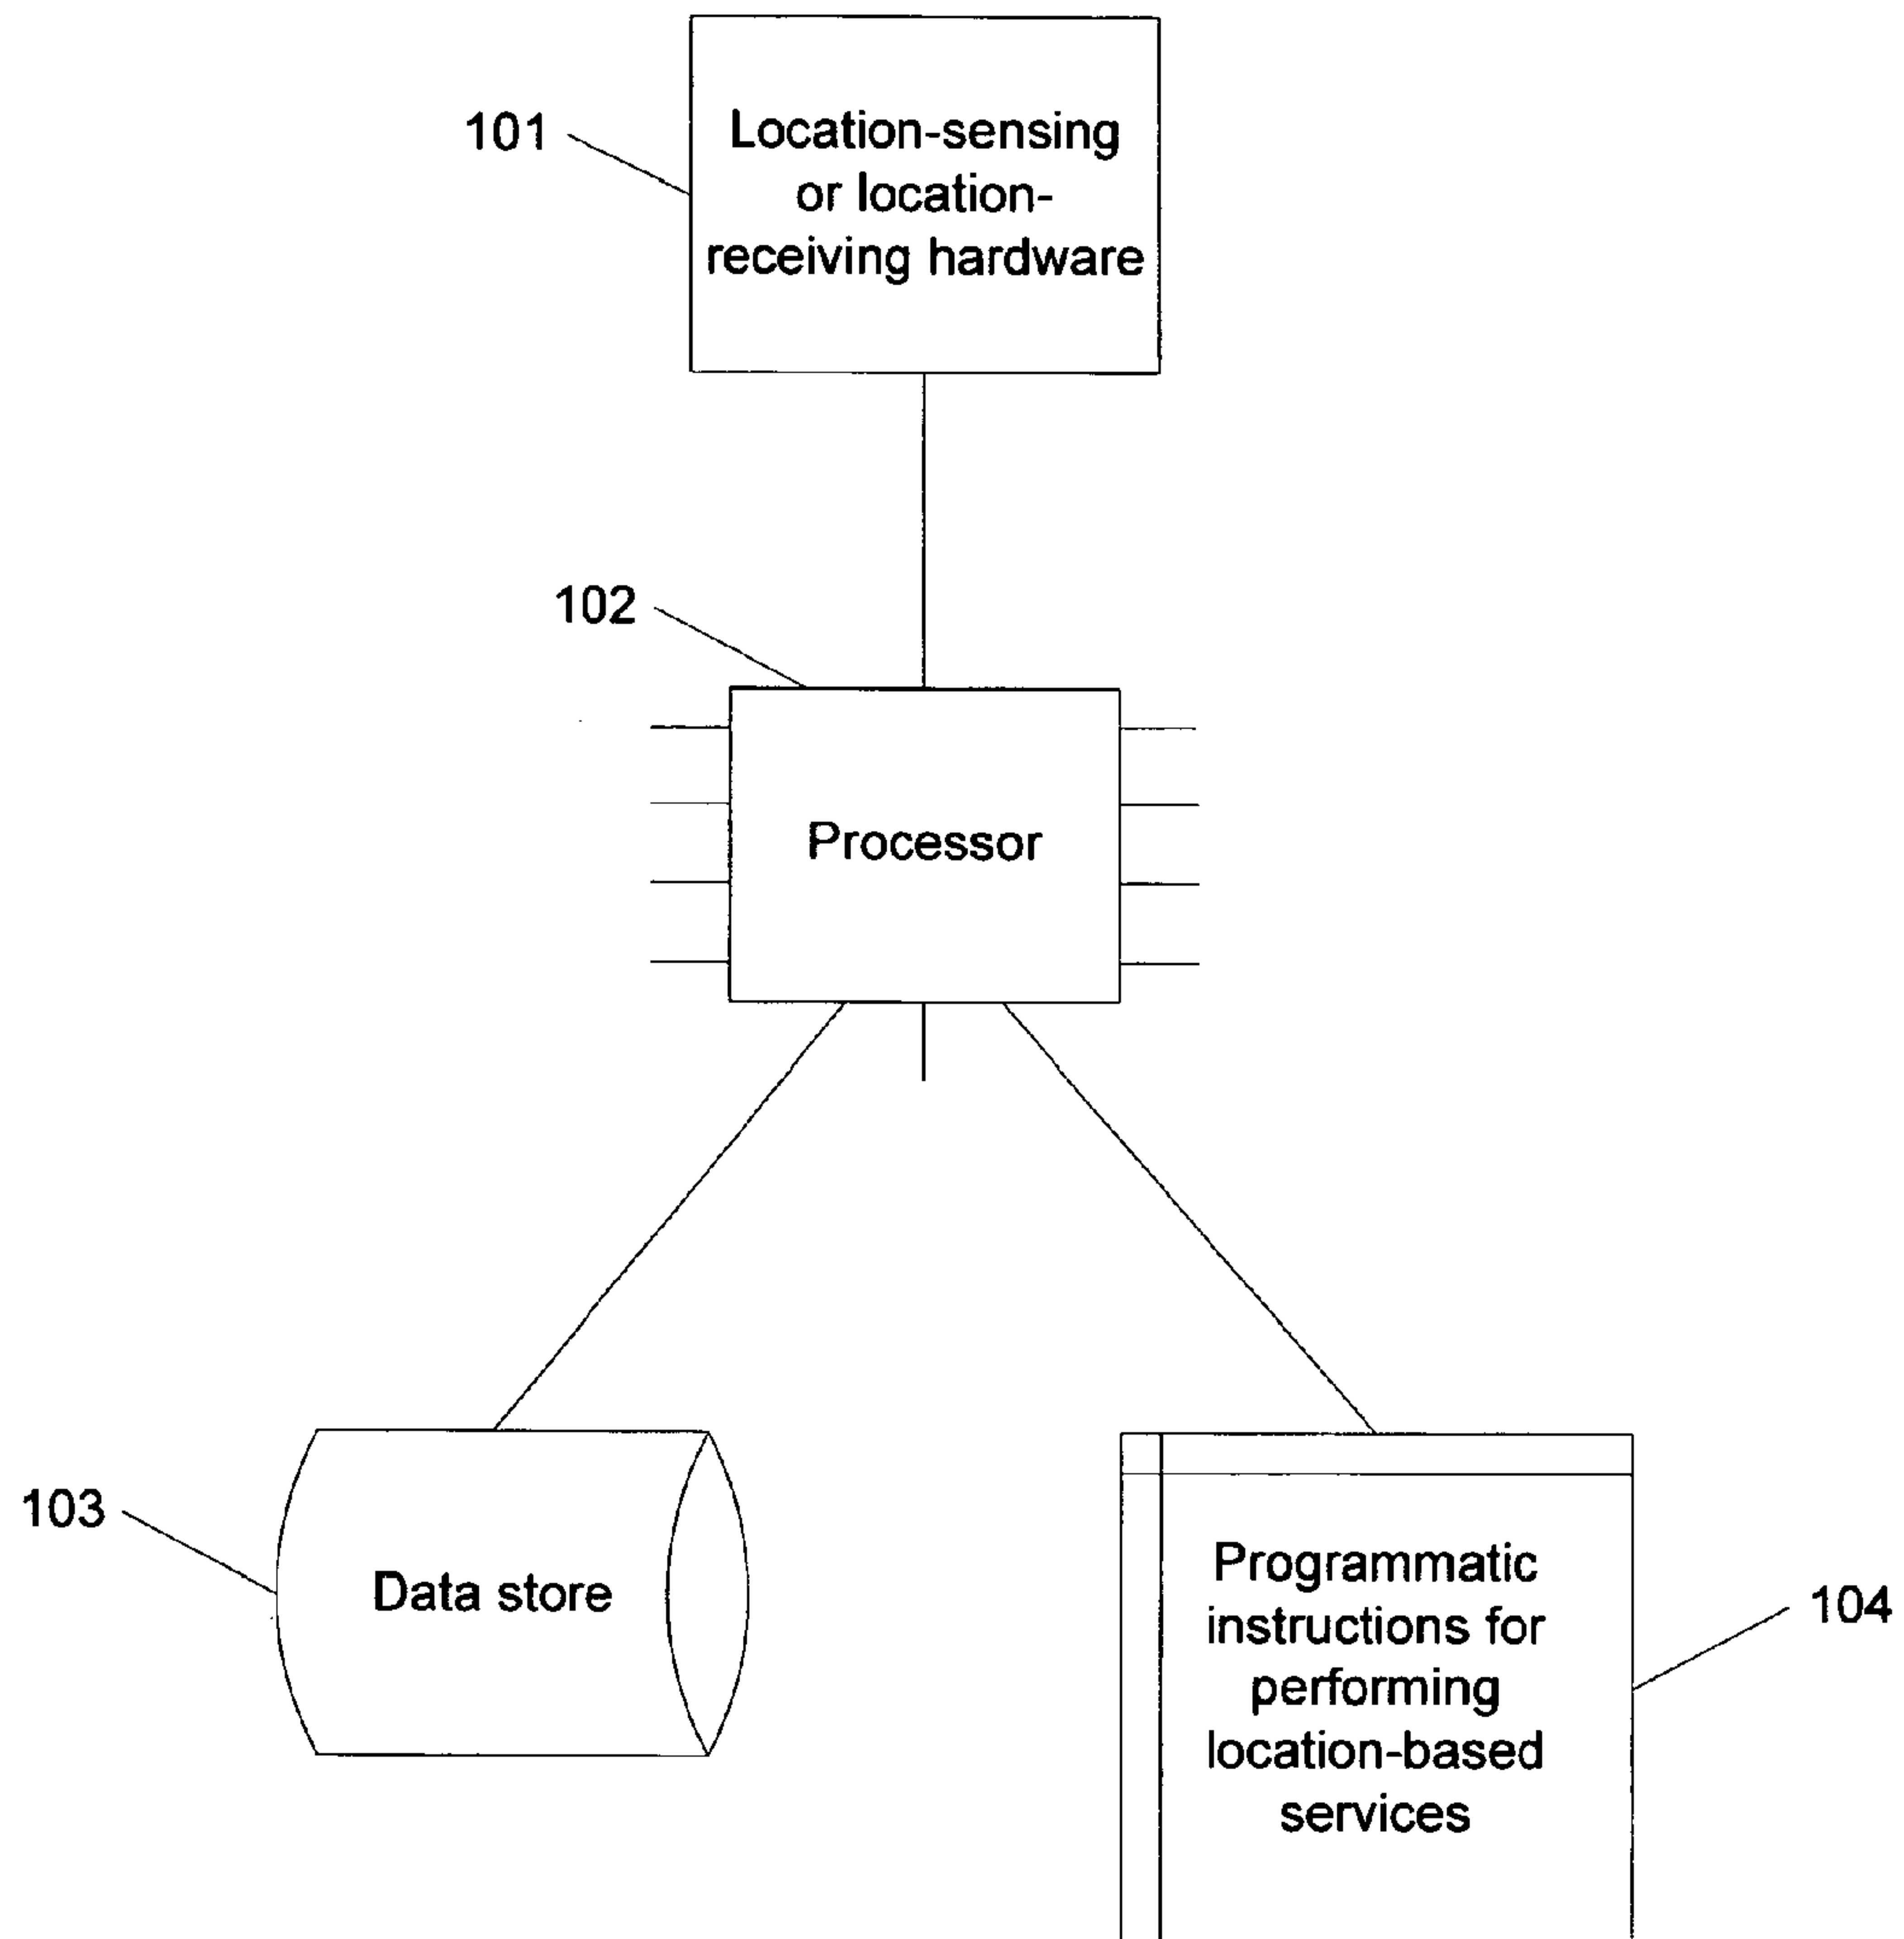 101
Location-sensing
or location-
receiving hardware
102
Processor
103
Data store
Programmatic
instructions for
performing
location-based
services
104